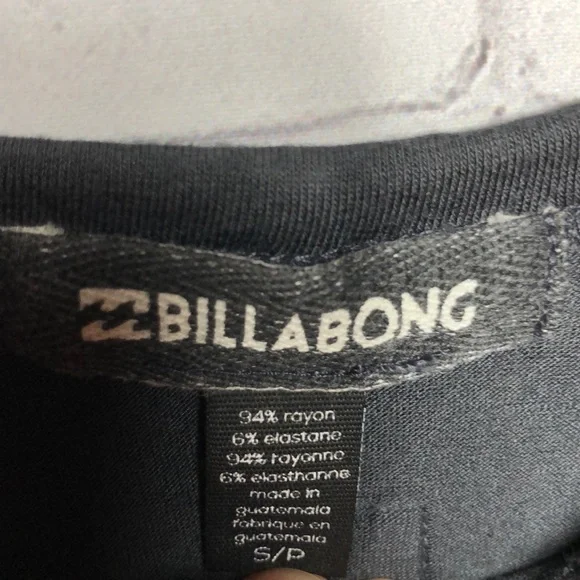 BILLABONG
94% rayon
6% elastane
94% rayonne
6% elasthanne
made in
guatemala
fabrique en
guatemala
S/P